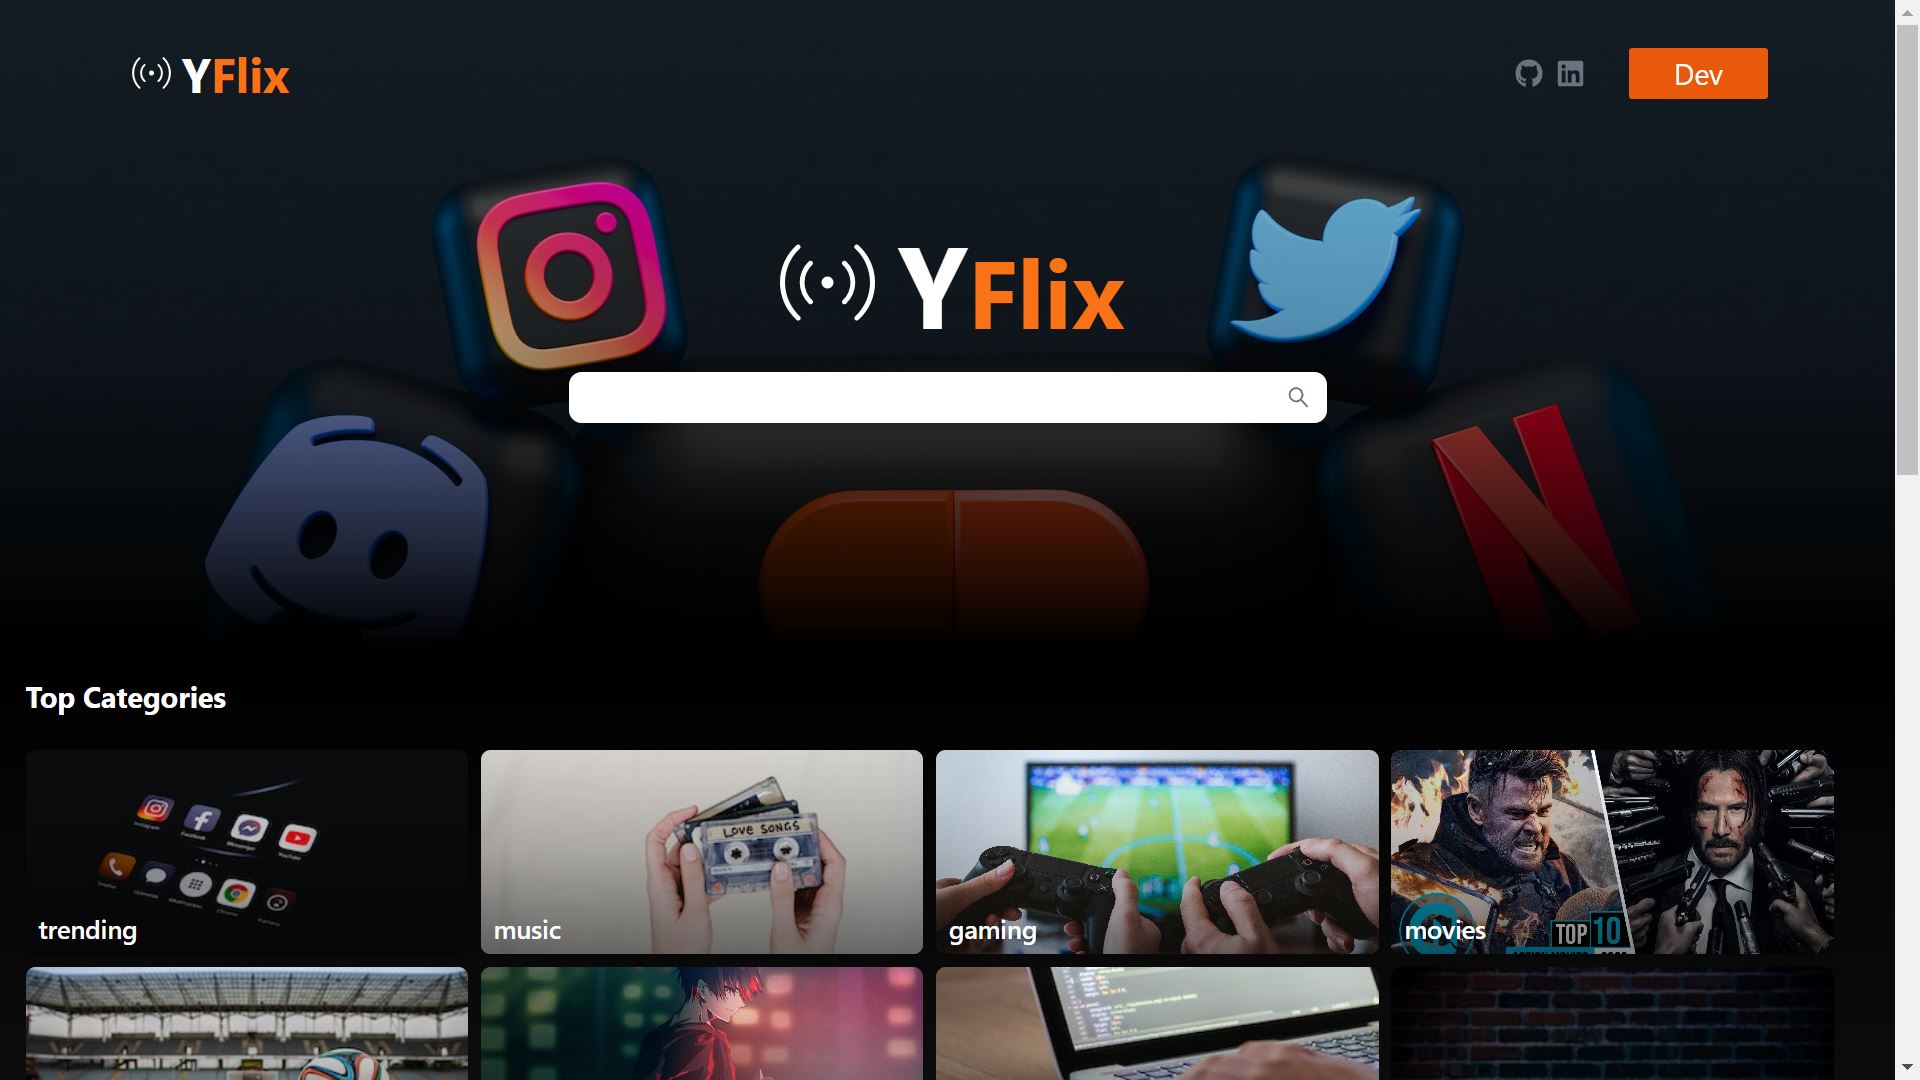 YFlix
Dev
YFlix
Top Categories
trending
LOVE SONGS
music
gaming
TOP 10
movies